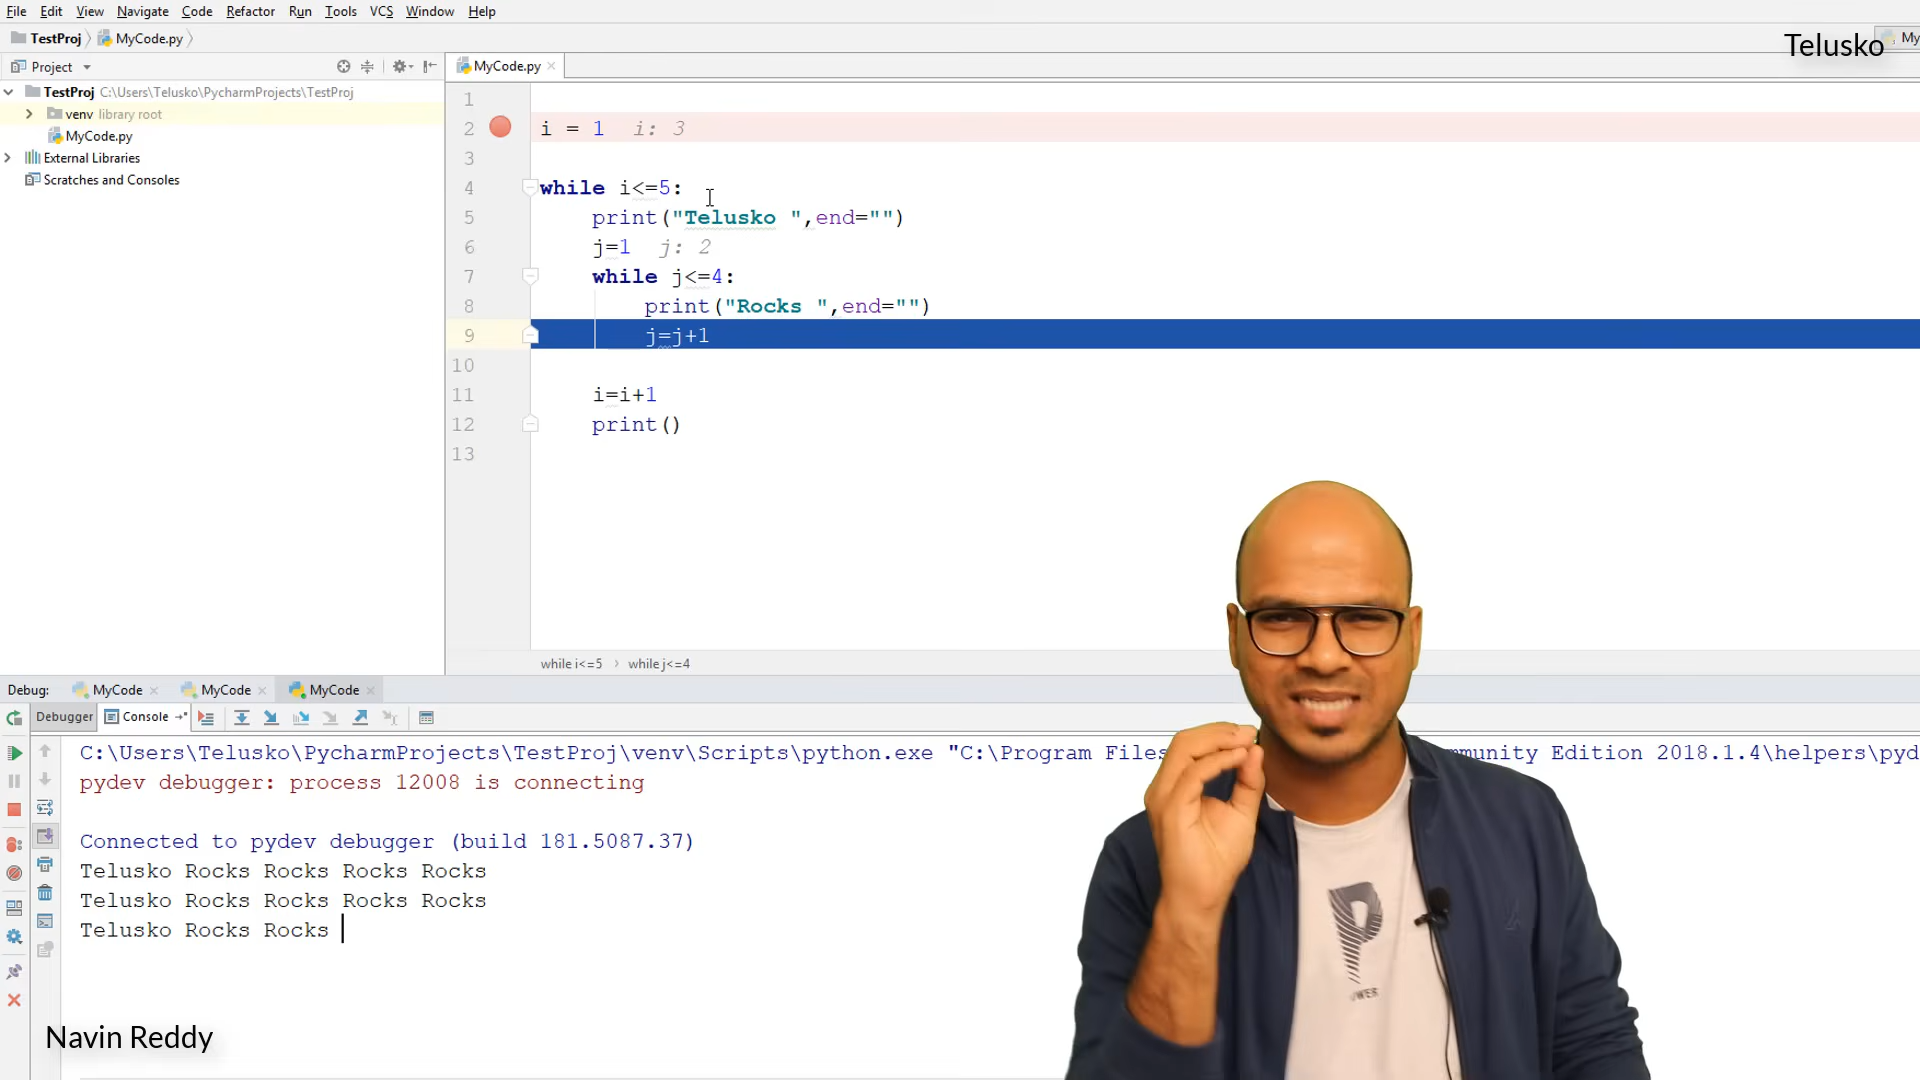 File Edit View Navigate Code Refactor Run Tools VCS Window Help
TestProj MyCode.py
Telusko
My
Project
MyCode.py
TestProj C:\Users\Telusko\PycharmProjects\TestProj
venv library root
MyCode.py
External Libraries
Scratches and Consoles
1
2 i = 1 i: 3
3
4 while i<=5:
5 print("Telusko ",end="")
6 j=1 j: 2
7 while j<=4:
8 print("Rocks ",end="")
9 j=j+1
10
11 i=i+1
12 print()
13
while i<=5 › while j<=4
Debug: MyCode MyCode MyCode
Debugger Console
C:\Users\Telusko\PycharmProjects\TestProj\venv\Scripts\python.exe "C:\Program Files mmunity Edition 2018.1.4\helpers\pyd
pydev debugger: process 12008 is connecting
Connected to pydev debugger (build 181.5087.37)
Telusko Rocks Rocks Rocks Rocks
Telusko Rocks Rocks Rocks Rocks
Telusko Rocks Rocks
P
Navin Reddy